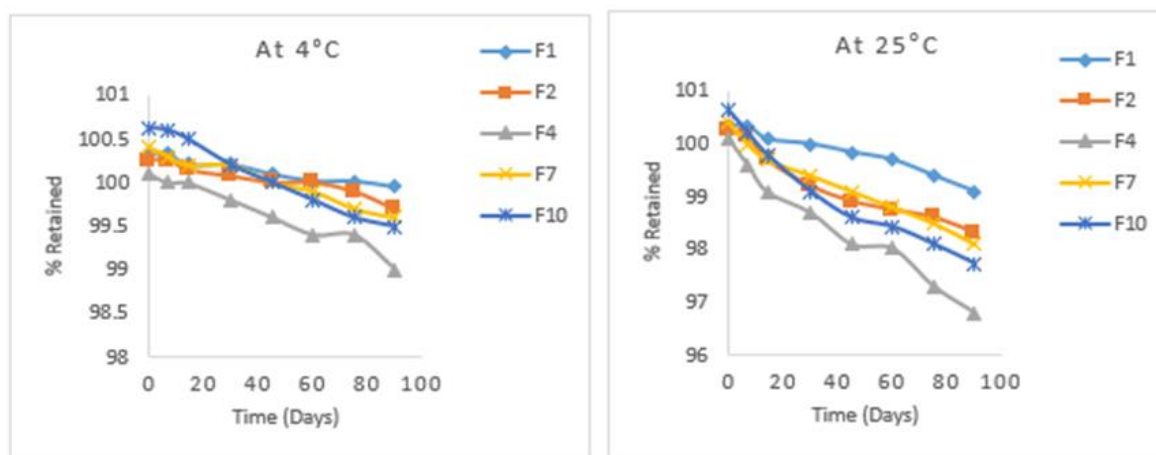 At 4°C
F1
F2
F4
F7
F10
101
100.5
100
99.5
99
98.5
98
% Retained
0 20 40 60 80 100
Time (Days)
At 25°C
F1
F2
F4
F7
F10
101
100
99
98
97
96
% Retained
0 20 40 60 80 100
Time (Days)